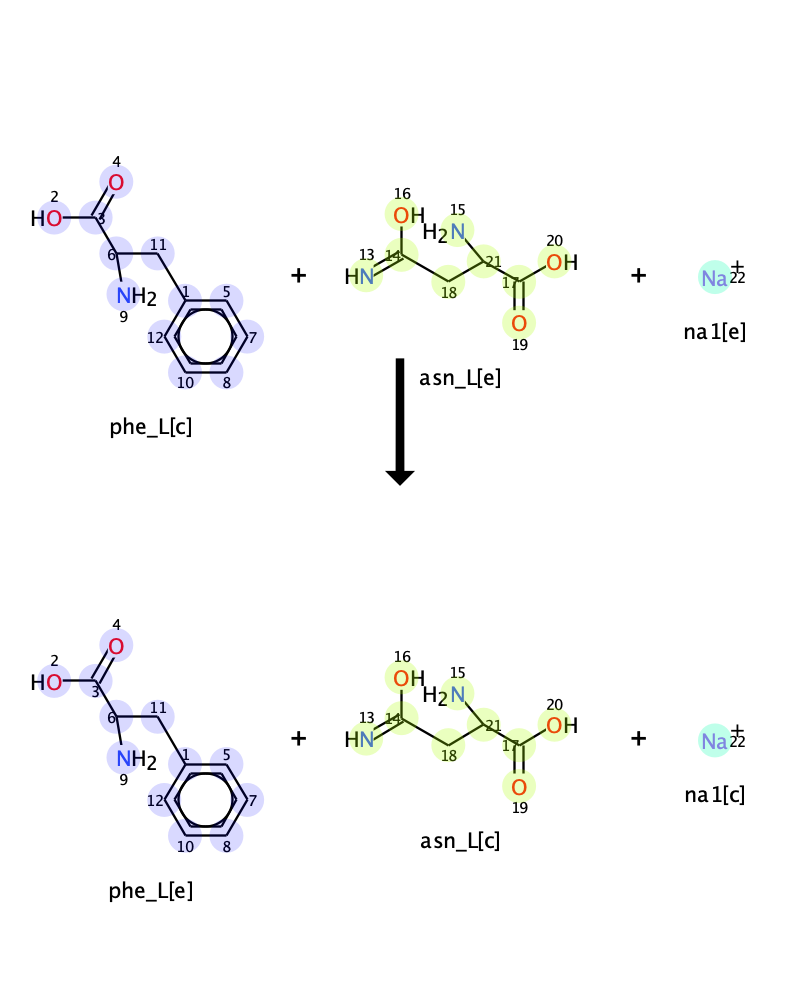 4
2
HO
O
3
6
11
NH2
9
1
5
12
7
10
8
phe_L[c]
+
16
OH
15
H2N
13
HN
14
21
20
OH
18
17
O
19
asn_L[e]
+
Na+
22
na1[e]
4
2
HO
O
3
6
11
NH2
9
1
5
12
7
10
8
phe_L[e]
+
16
OH
15
H2N
13
HN
14
21
20
OH
18
17
O
19
asn_L[c]
+
Na+
22
na1[c]